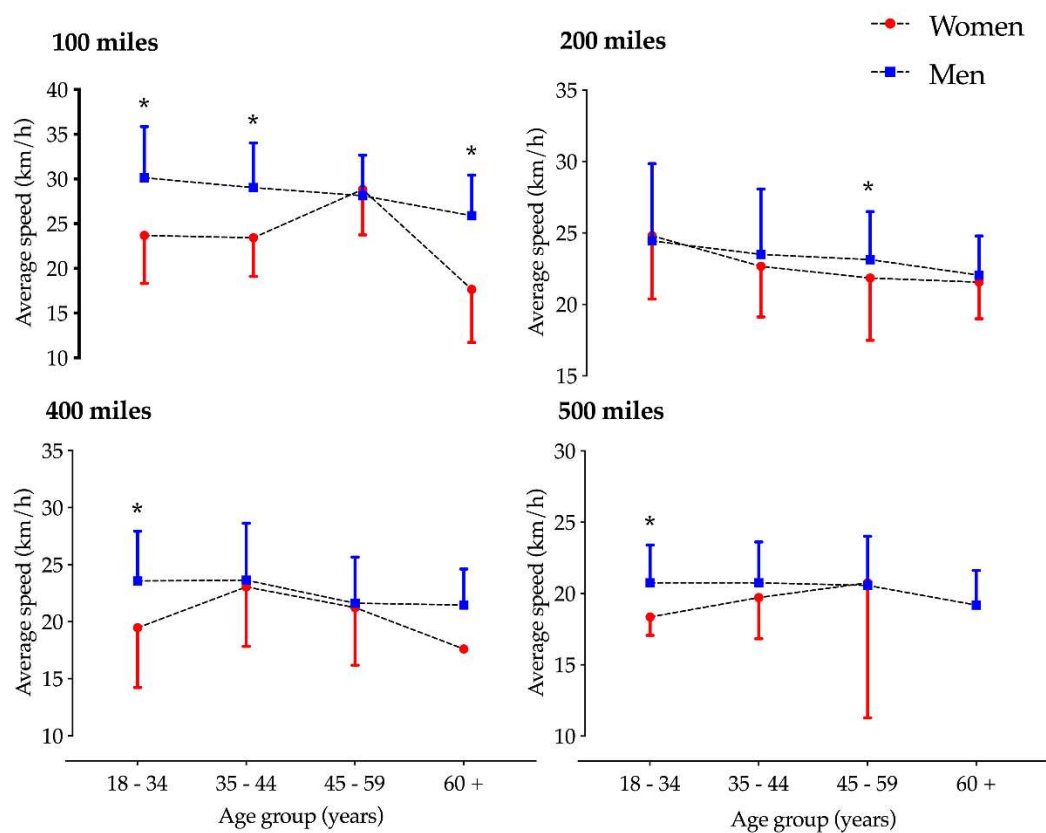 100 miles
200 miles
Women
Men
Average speed (km/h)
40
35
30
25
20
15
10
*
*
*
Average speed (km/h)
35
30
25
20
15
*
400 miles
500 miles
Average speed (km/h)
35
30
25
20
15
10
*
Average speed (km/h)
30
25
20
15
10
*
18 - 34
35 - 44
45 - 59
60 +
Age group (years)
18 - 34
35 - 44
45 - 59
60 +
Age group (years)